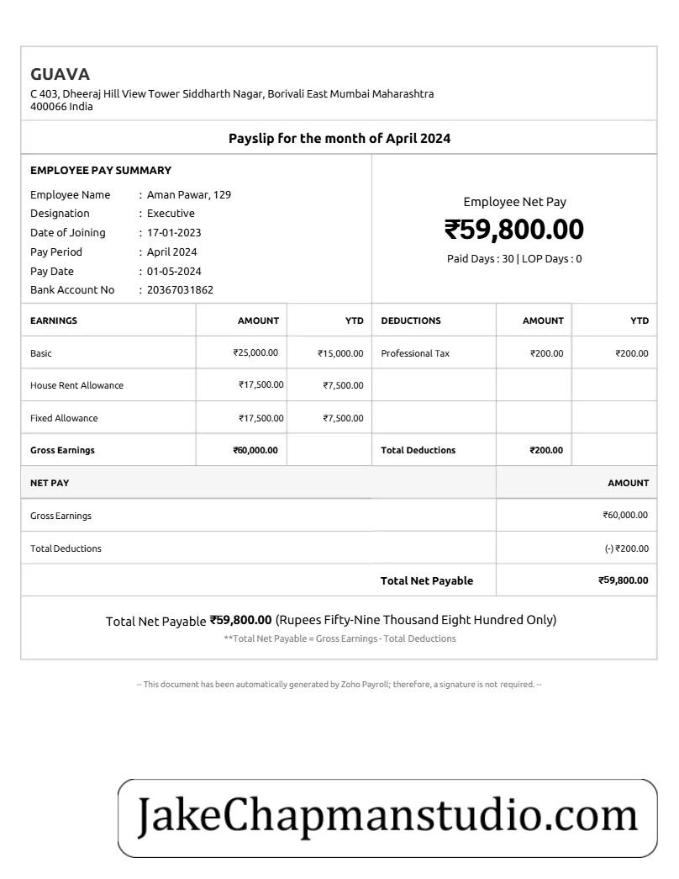 GUAVA
C 403, Dheeraj Hill View Tower Siddharth Nagar, Borivali East Mumbai Maharashtra
400066 India
Payslip for the month of April 2024
EMPLOYEE PAY SUMMARY
Employee Name : Aman Pawar, 129
Designation : Executive
Date of Joining : 17-01-2023
Pay Period : April 2024
Pay Date : 01-05-2024
Bank Account No : 20367031862
Employee Net Pay
₹59,800.00
Paid Days : 30 | LOP Days : 0
EARNINGS AMOUNT YTD DEDUCTIONS AMOUNT YTD
Basic ₹25,000.00 ₹15,000.00 Professional Tax ₹200.00 ₹200.00
House Rent Allowance ₹17,500.00 ₹7,500.00
Fixed Allowance ₹17,500.00 ₹7,500.00
Gross Earnings ₹60,000.00 Total Deductions ₹200.00
NET PAY AMOUNT
Gross Earnings ₹60,000.00
Total Deductions (-) ₹200.00
Total Net Payable ₹59,800.00
Total Net Payable ₹59,800.00 (Rupees Fifty-Nine Thousand Eight Hundred Only)
**Total Net Payable = Gross Earnings - Total Deductions
-- This document has been automatically generated by Zoho Payroll; therefore, a signature is not required. --
JakeChapmanstudio.com